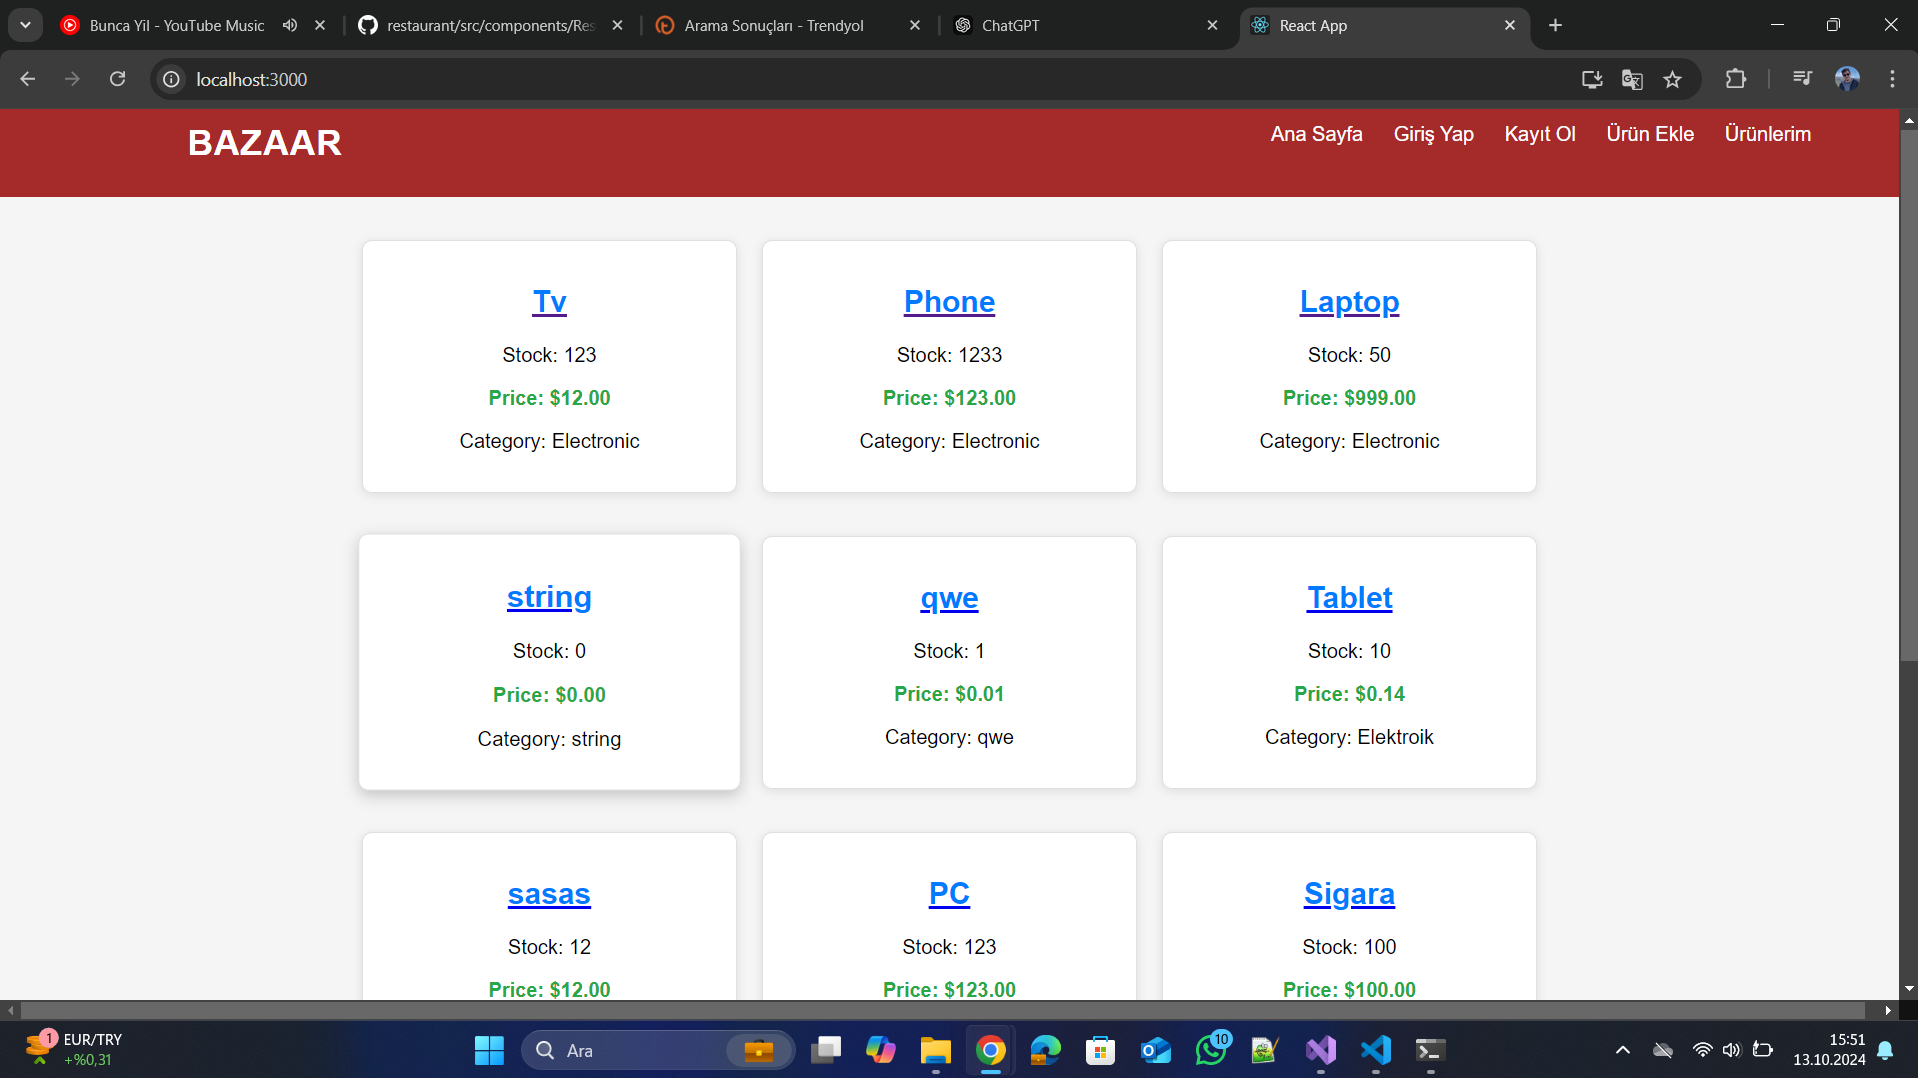 Bunca Yil - YouTube Music
restaurant/src/components/Res
Arama Sonuçları - Trendyol
ChatGPT
React App
localhost:3000
BAZAAR
Ana Sayfa
Giriş Yap
Kayıt Ol
Ürün Ekle
Ürünlerim
Tv
Stock: 123
Price: $12.00
Category: Electronic
Phone
Stock: 1233
Price: $123.00
Category: Electronic
Laptop
Stock: 50
Price: $999.00
Category: Electronic
string
Stock: 0
Price: $0.00
Category: string
qwe
Stock: 1
Price: $0.01
Category: qwe
Tablet
Stock: 10
Price: $0.14
Category: Elektroik
sasas
Stock: 12
Price: $12.00
PC
Stock: 123
Price: $123.00
Sigara
Stock: 100
Price: $100.00
1
EUR/TRY
+%0,31
Ara
10
15:51
13.10.2024